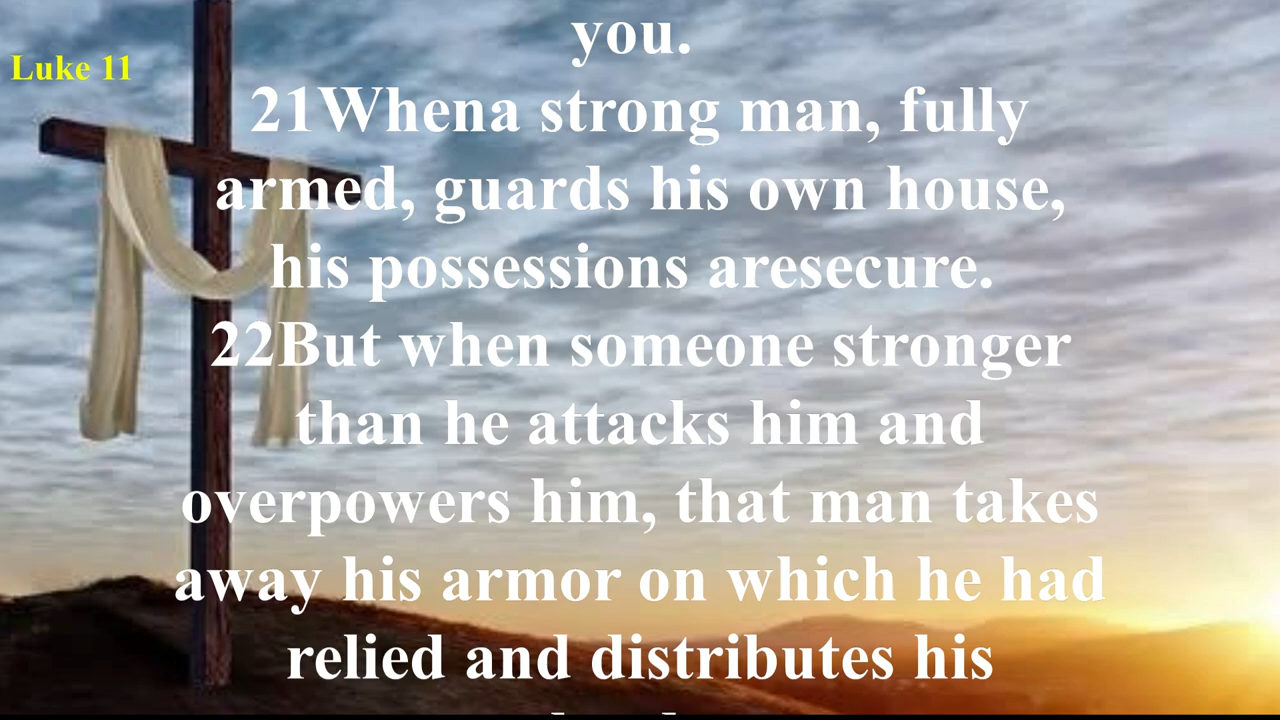 you.
Luke 11
21Whena strong man, fully
armed, guards his own house,
his possessions aresecure.
22But when someone stronger
than he attacks him and
overpowers him, that man takes
away his armor on which he had
relied and distributes his